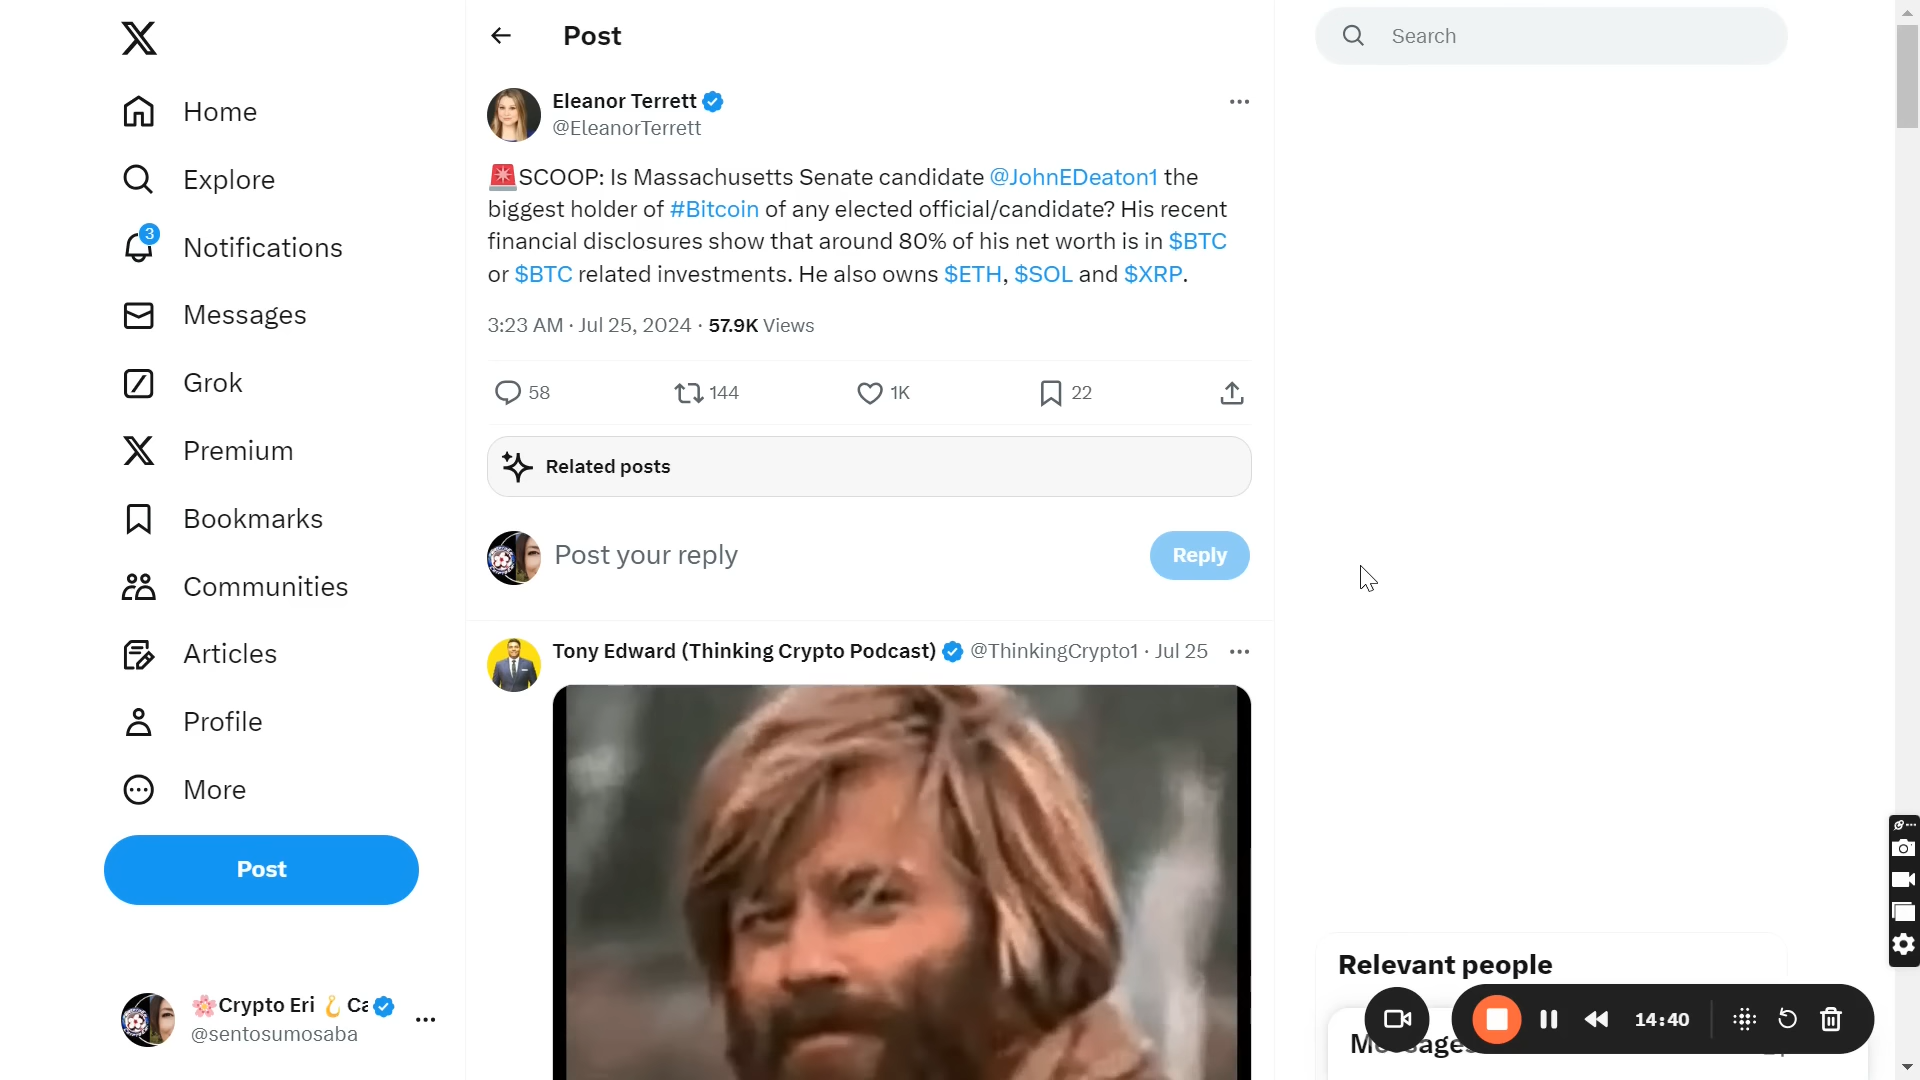 Post
Search
Home
Explore
3
Notifications
Messages
Grok
Premium
Bookmarks
Communities
Articles
Profile
More
Post
🌸Crypto Eri 🪝 Ca
@sentosumosaba
Eleanor Terrett
@EleanorTerrett
🚨SCOOP: Is Massachusetts Senate candidate @JohnEDeaton1 the
biggest holder of #Bitcoin of any elected official/candidate? His recent
financial disclosures show that around 80% of his net worth is in $BTC
or $BTC related investments. He also owns $ETH, $SOL and $XRP.
3:23 AM · Jul 25, 2024 · 57.9K Views
58 144 1K 22
Related posts
Post your reply
Reply
Tony Edward (Thinking Crypto Podcast) @ThinkingCrypto1 · Jul 25
Relevant people
14:40